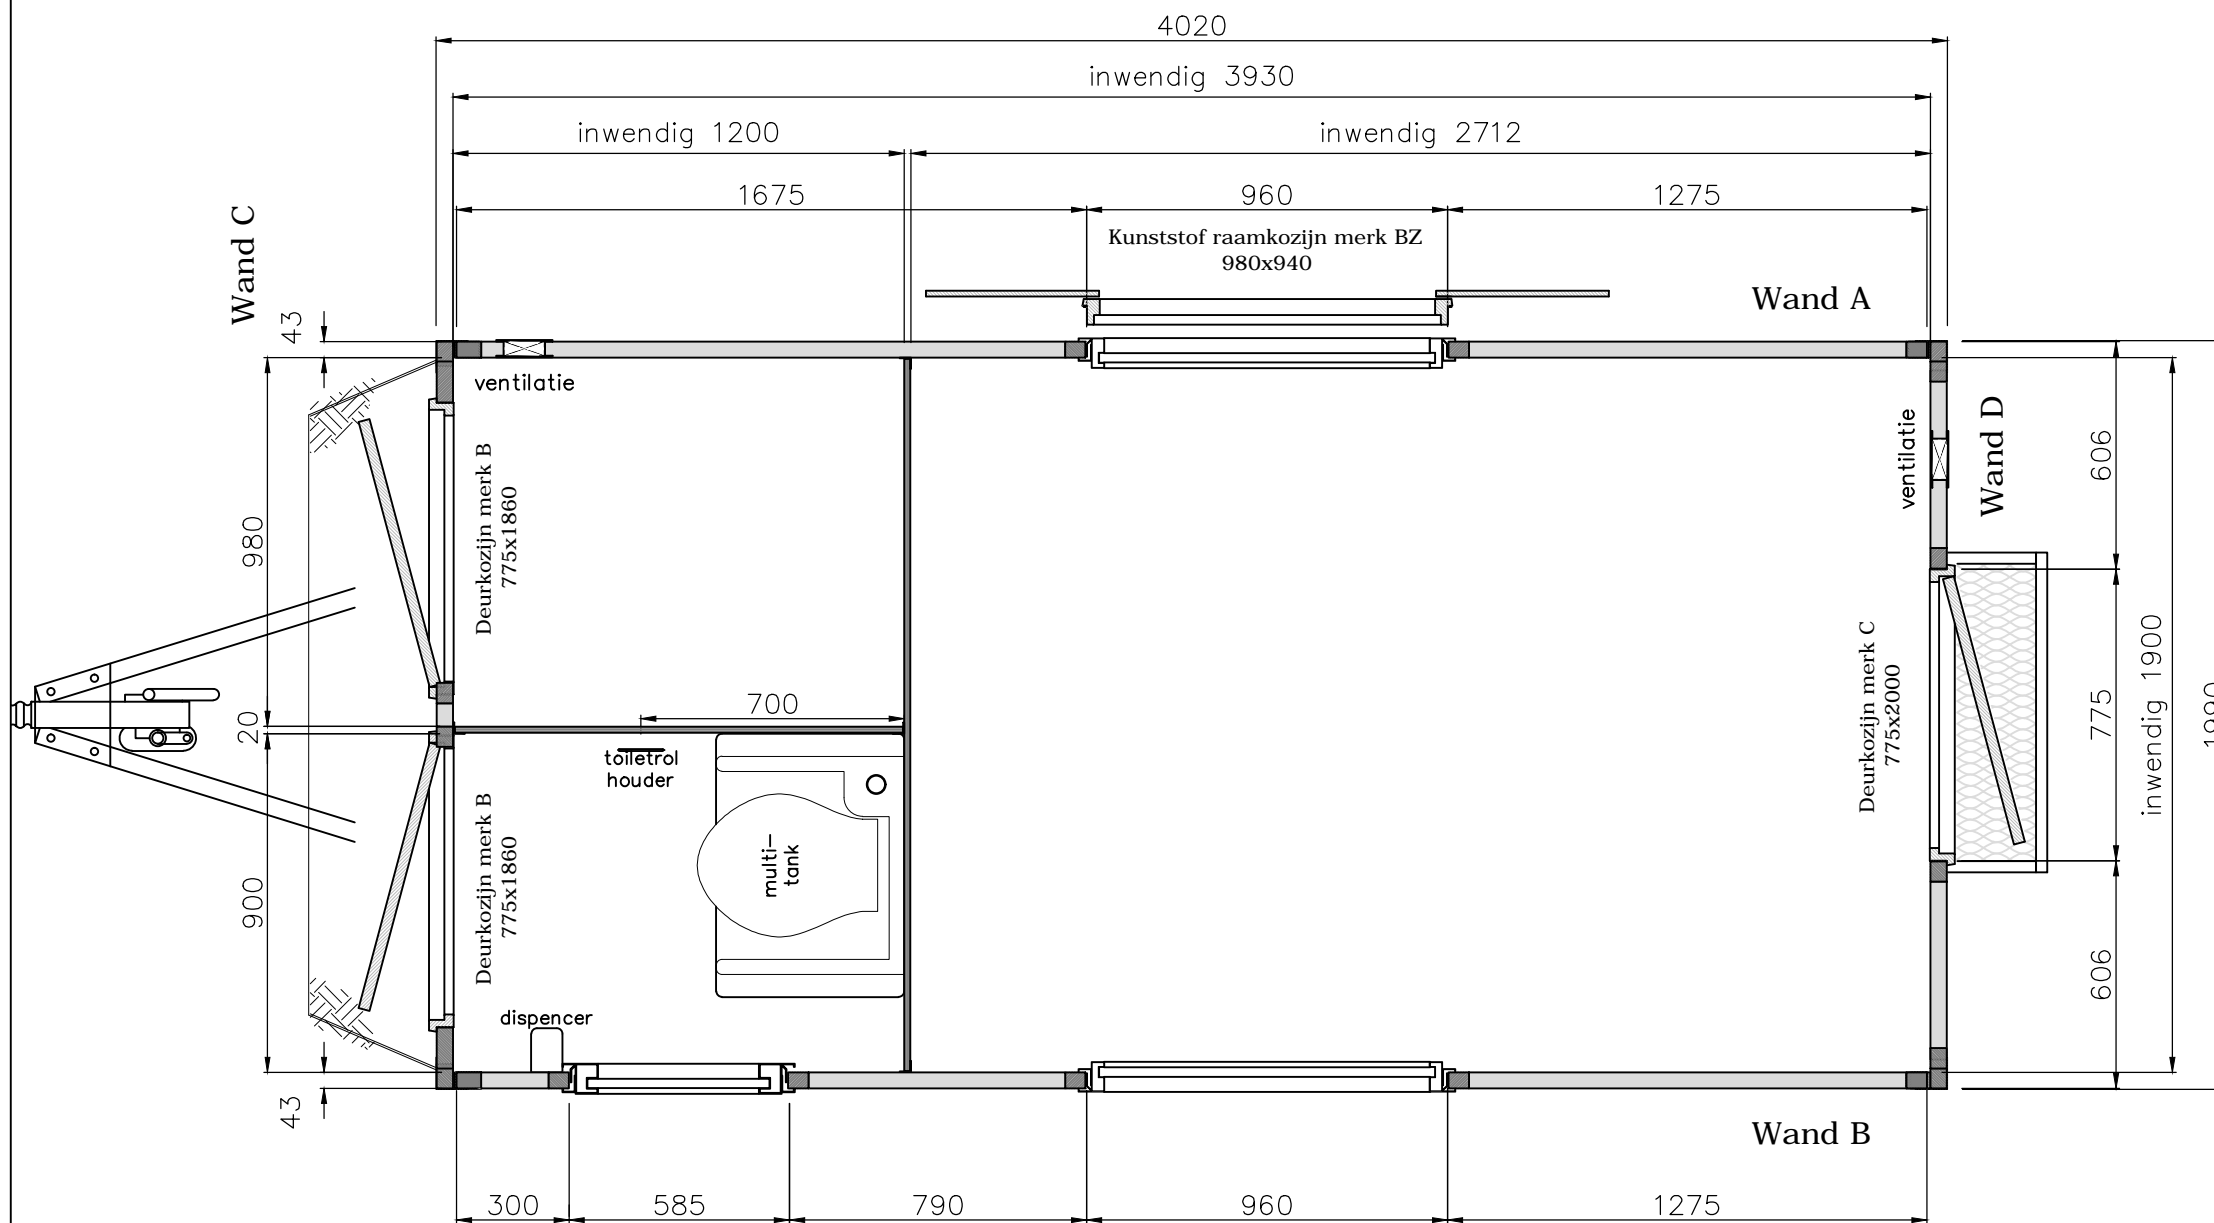 4020
inwendig 3930
inwendig 1200
inwendig 2712
1675
960
1275
Kunststof raamkozijn merk BZ
980x940
Wand C
Wand A
43
ventilatie
ventilatie
Wand D
606
Deurkozijn merk B
775x1860
980
Deurkozijn merk C
775x2000
775
inwendig 1900
700
20
toiletrol
houder
multi-
tank
Deurkozijn merk B
775x1860
900
606
dispencer
43
Wand B
300
585
790
960
1275